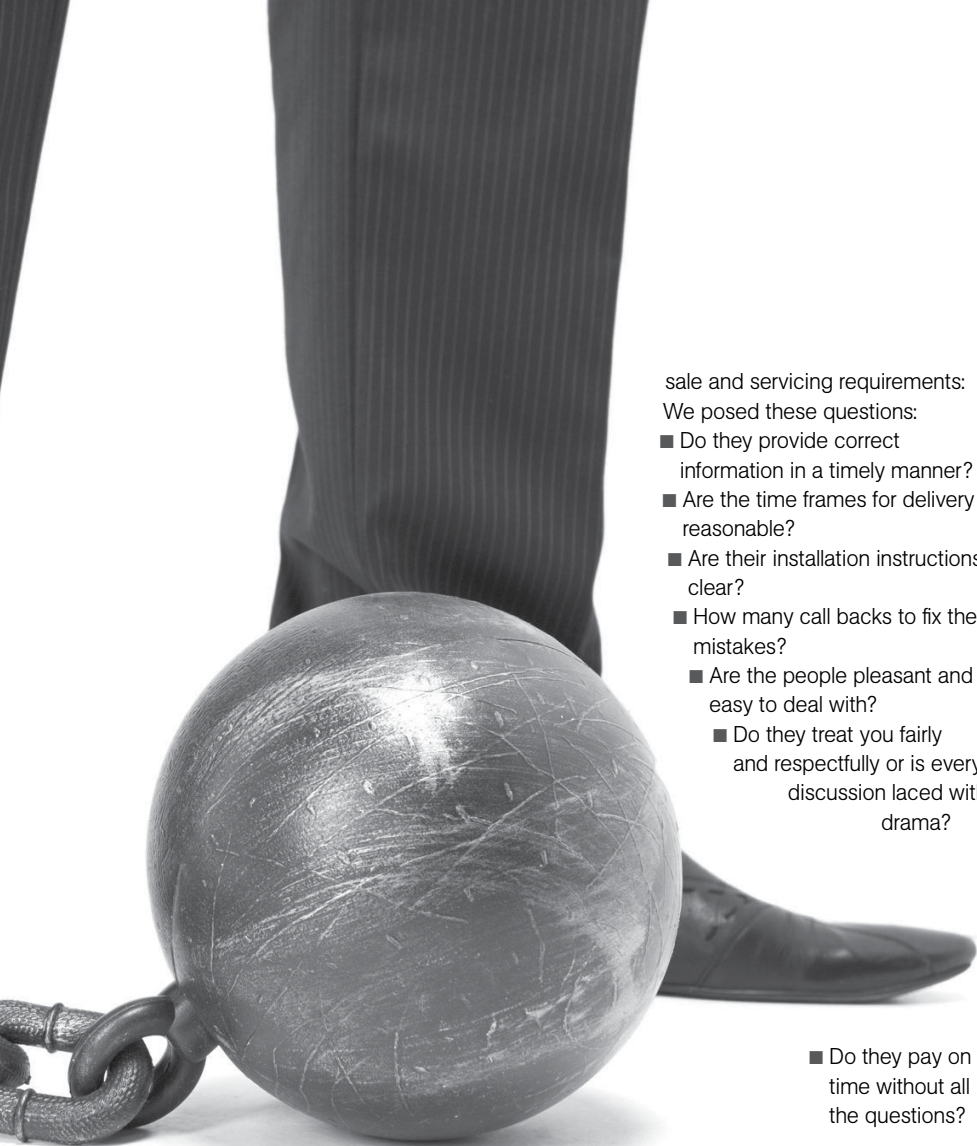 sale and servicing requirements:
We posed these questions:
■ Do they provide correct
information in a timely manner?
■ Are the time frames for delivery
reasonable?
■ Are their installation instructions
clear?
■ How many call backs to fix the
mistakes?
■ Are the people pleasant and
easy to deal with?
■ Do they treat you fairly
and respectfully or is every
discussion laced with
drama?
■ Do they pay on
time without all
the questions?